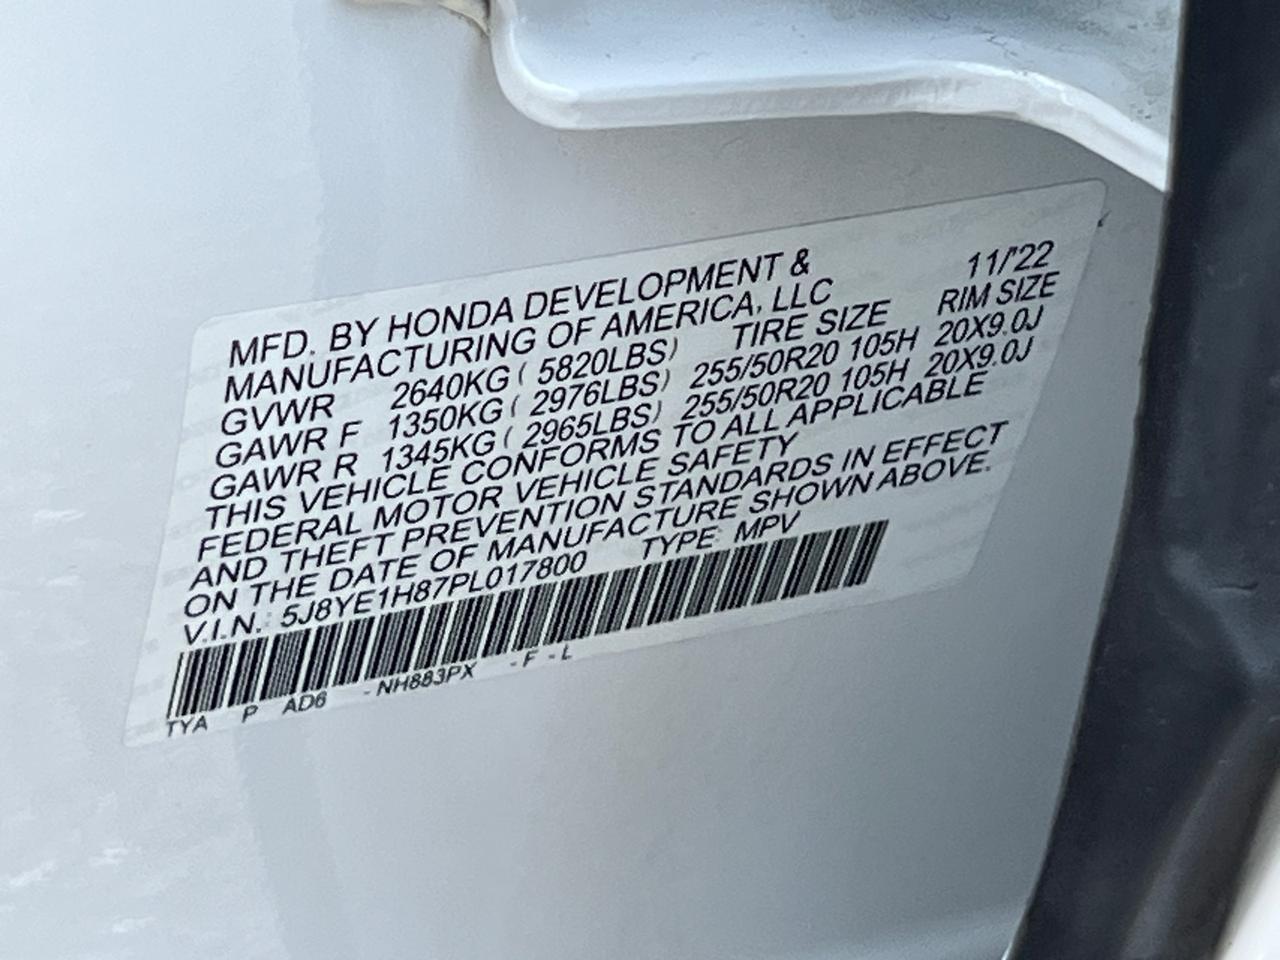 MFD. BY HONDA DEVELOPMENT & 11/'22
MANUFACTURING OF AMERICA, LLC RIM SIZE
GVWR 2640KG ( 5820LBS) TIRE SIZE
GAWR F 1350KG ( 2976LBS) 255/50R20 105H 20X9.0J
GAWR R 1345KG ( 2965LBS) 255/50R20 105H 20X9.0J
THIS VEHICLE CONFORMS TO ALL APPLICABLE
FEDERAL MOTOR VEHICLE SAFETY
AND THEFT PREVENTION STANDARDS IN EFFECT
ON THE DATE OF MANUFACTURE SHOWN ABOVE.
V.I.N.: 5J8YE1H87PL017800 TYPE: MPV
TYA P AD6 -NH883PX -F -L